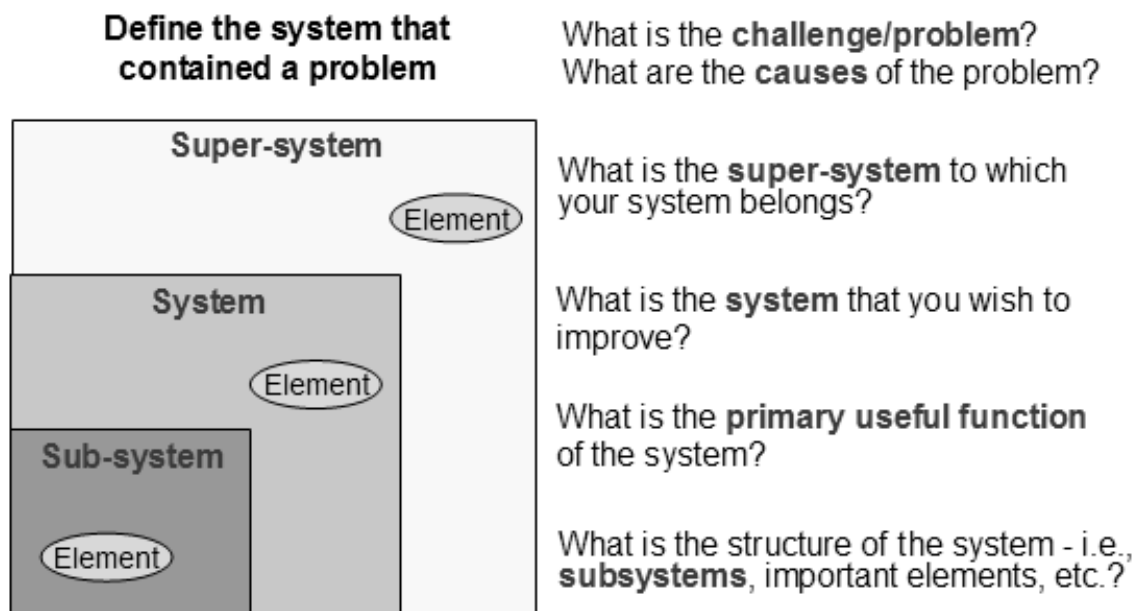 Define the system that
contained a problem
What is the challenge/problem?
What are the causes of the problem?
Super-system
Element
What is the super-system to which
your system belongs?
System
Element
What is the system that you wish to
improve?
What is the primary useful function
of the system?
Sub-system
Element
What is the structure of the system - i.e.,
subsystems, important elements, etc.?